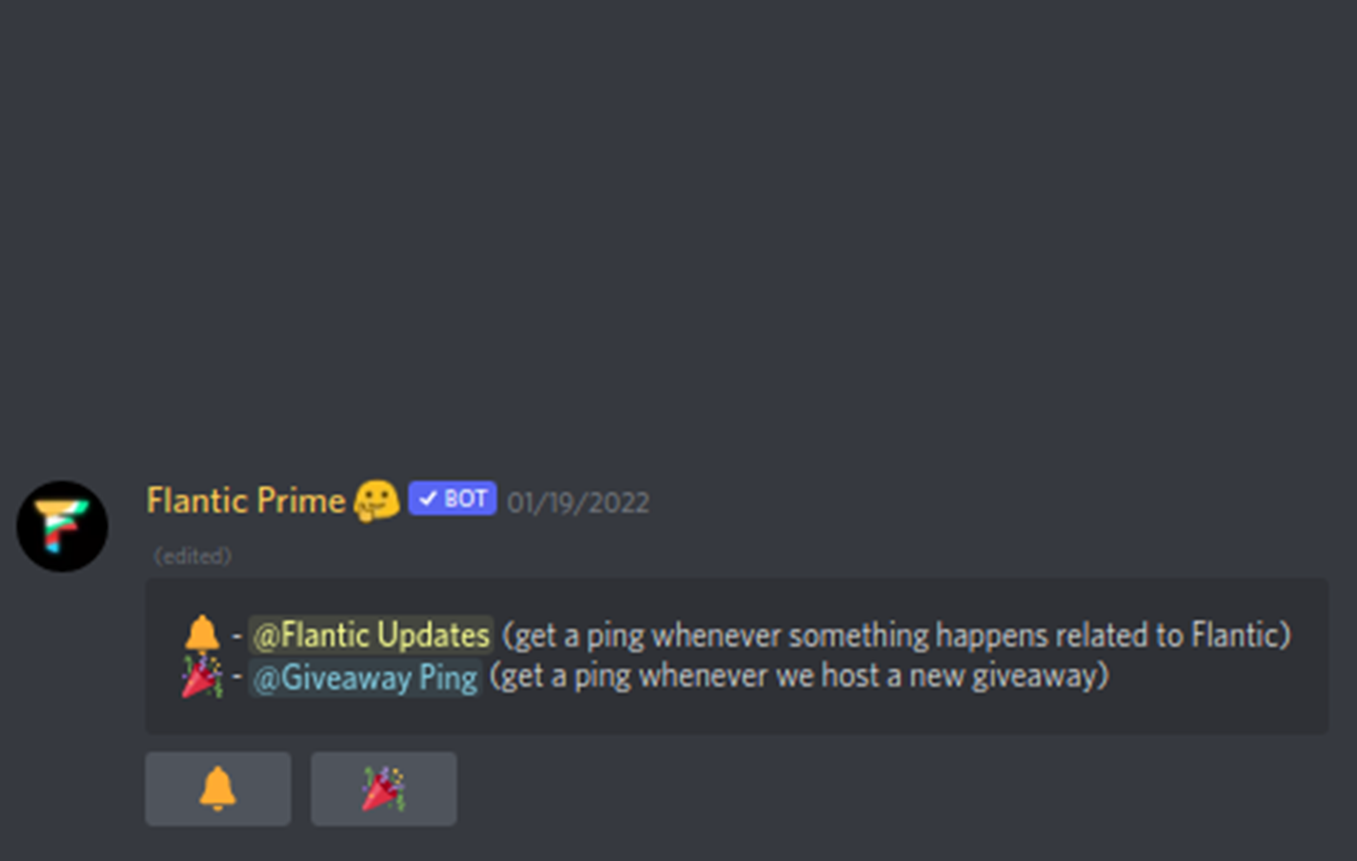 Flantic Prime 🤔 ✓ BOT 01/19/2022
(edited)
🔔 - @Flantic Updates (get a ping whenever something happens related to Flantic)
🎉 - @Giveaway Ping (get a ping whenever we host a new giveaway)